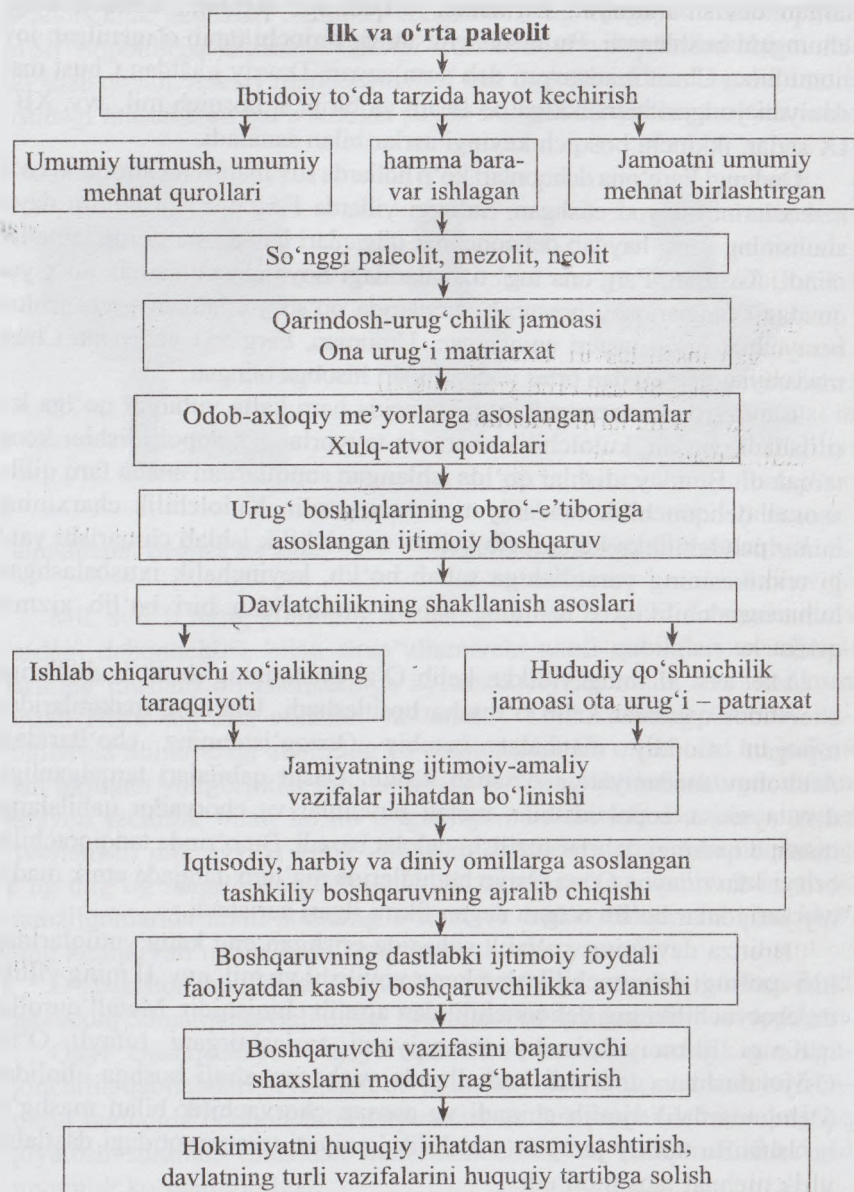 Ilk va o‘rta paleolit
Ibtidoiy to‘da tarzida hayot kechirish
Umumiy turmush, umumiy
mehnat qurollari
hamma bara-
var ishlagan
Jamoatni umumiy
mehnat birlashtirgan
So‘nggi paleolit, mezolit, neolit
Qarindosh-urug‘chilik jamoasi
Ona urug‘i matriarxat
Odob-axloqiy me’yorlarga asoslangan odamlar
Xulq-atvor qoidalari
Urug‘ boshliqlarining obro‘-e’tiboriga
asoslangan ijtimoiy boshqaruv
Davlatchilikning shakllanish asoslari
Ishlab chiqaruvchi xo‘jalikning
taraqqiyoti
Hududiy qo‘shnichilik
jamoasi ota urug‘i – patriaxat
Jamiyatning ijtimoiy-amaliy
vazifalar jihatdan bo‘linishi
Iqtisodiy, harbiy va diniy omillarga asoslangan
tashkiliy boshqaruvning ajralib chiqishi
Boshqaruvning dastlabki ijtimoiy foydali
faoliyatdan kasbiy boshqaruvchilikka aylanishi
Boshqaruvchi vazifasini bajaruvchi
shaxslarni moddiy rag‘batlantirish
Hokimiyatni huquqiy jihatdan rasmiylashtirish,
davlatning turli vazifalarini huquqiy tartibga solish